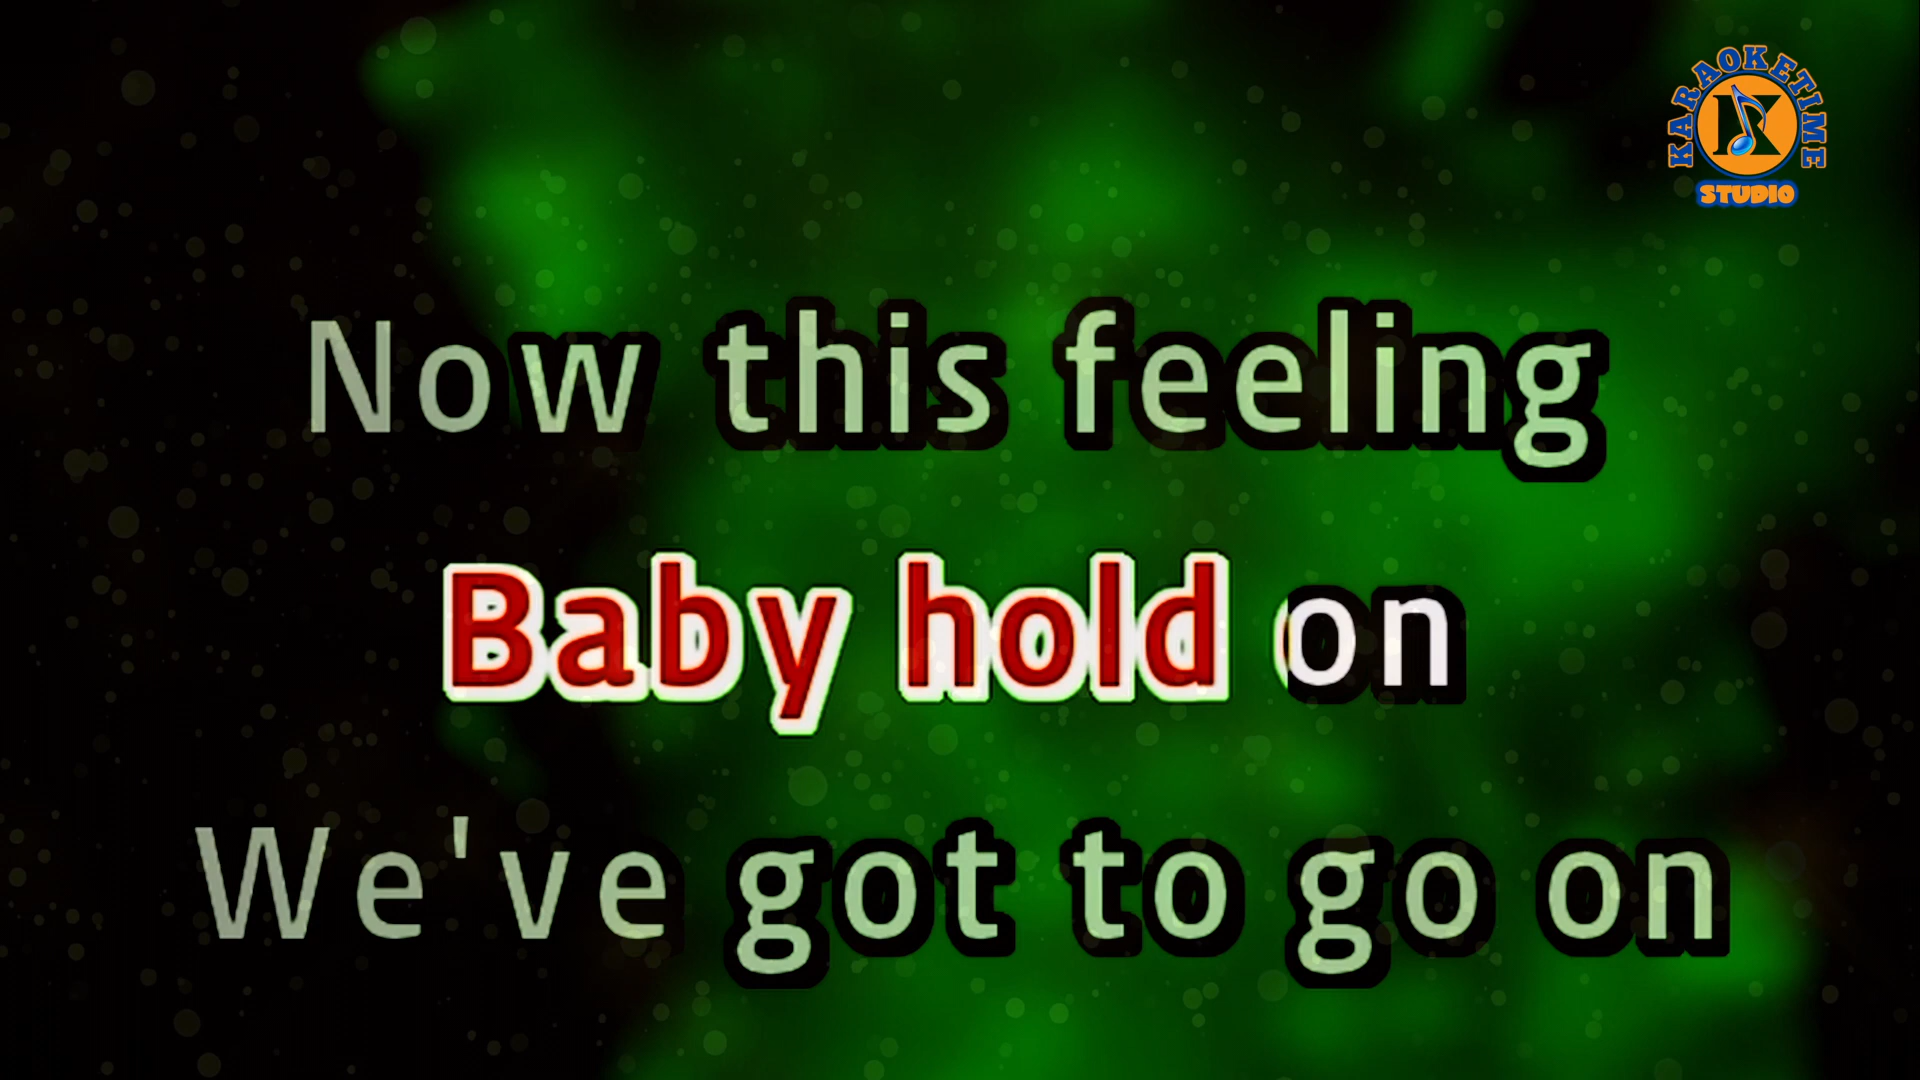 KARAOKETIME
STUDIO
Now this feeling
Baby hold on
We've got to go on